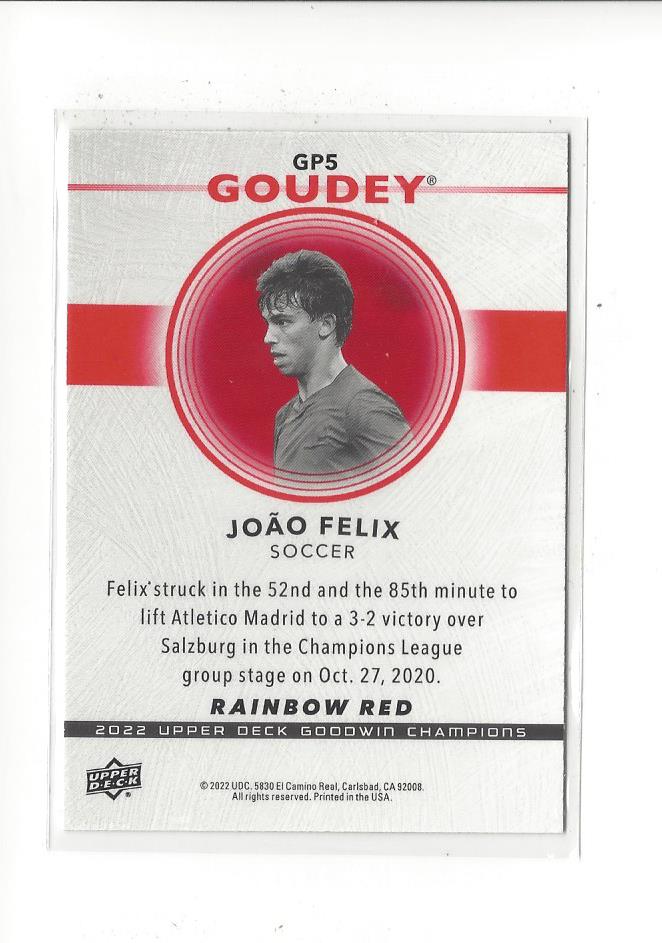 GP5
GOUDEY®
JOÃO FELIX
SOCCER
Felix struck in the 52nd and the 85th minute to
lift Atletico Madrid to a 3-2 victory over
Salzburg in the Champions League
group stage on Oct. 27, 2020.
RAINBOW RED
2022 UPPER DECK GOODWIN CHAMPIONS
UPPER
D·E·C·K
®
© 2022 UDC. 5830 El Camino Real, Carlsbad, CA 92008.
All rights reserved. Printed in the USA.